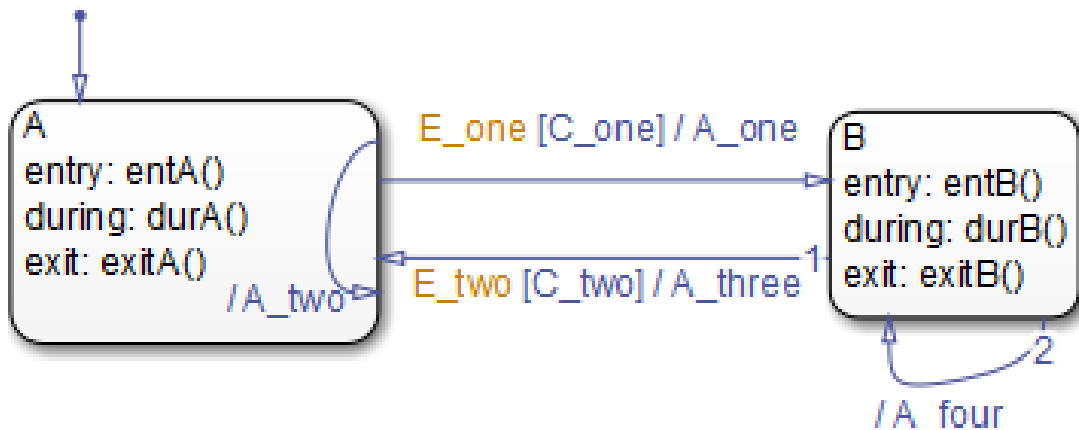 A
entry: entA()
during: durA()
exit: exitA()
/ A_two
E_one [C_one] / A_one
1
E_two [C_two] / A_three
B
entry: entB()
during: durB()
exit: exitB()
2
/ A_four